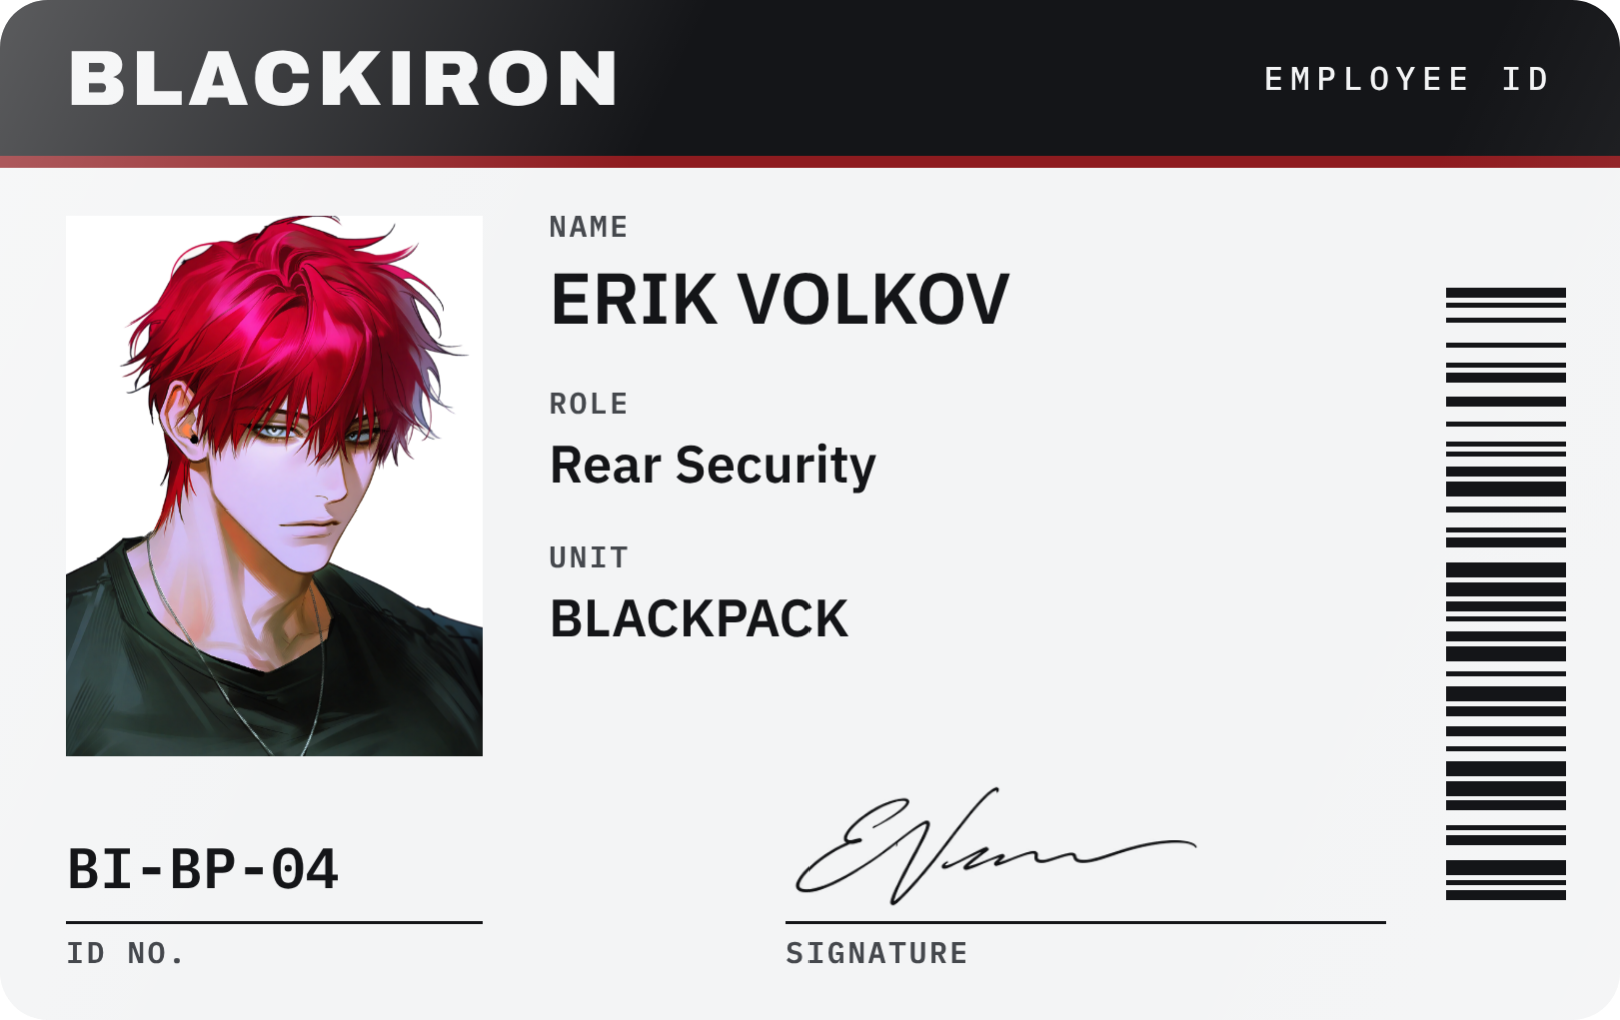 BLACKIRON
EMPLOYEE ID
NAME
ERIK VOLKOV
ROLE
Rear Security
UNIT
BLACKPACK
BI-BP-04
ID NO.
SIGNATURE